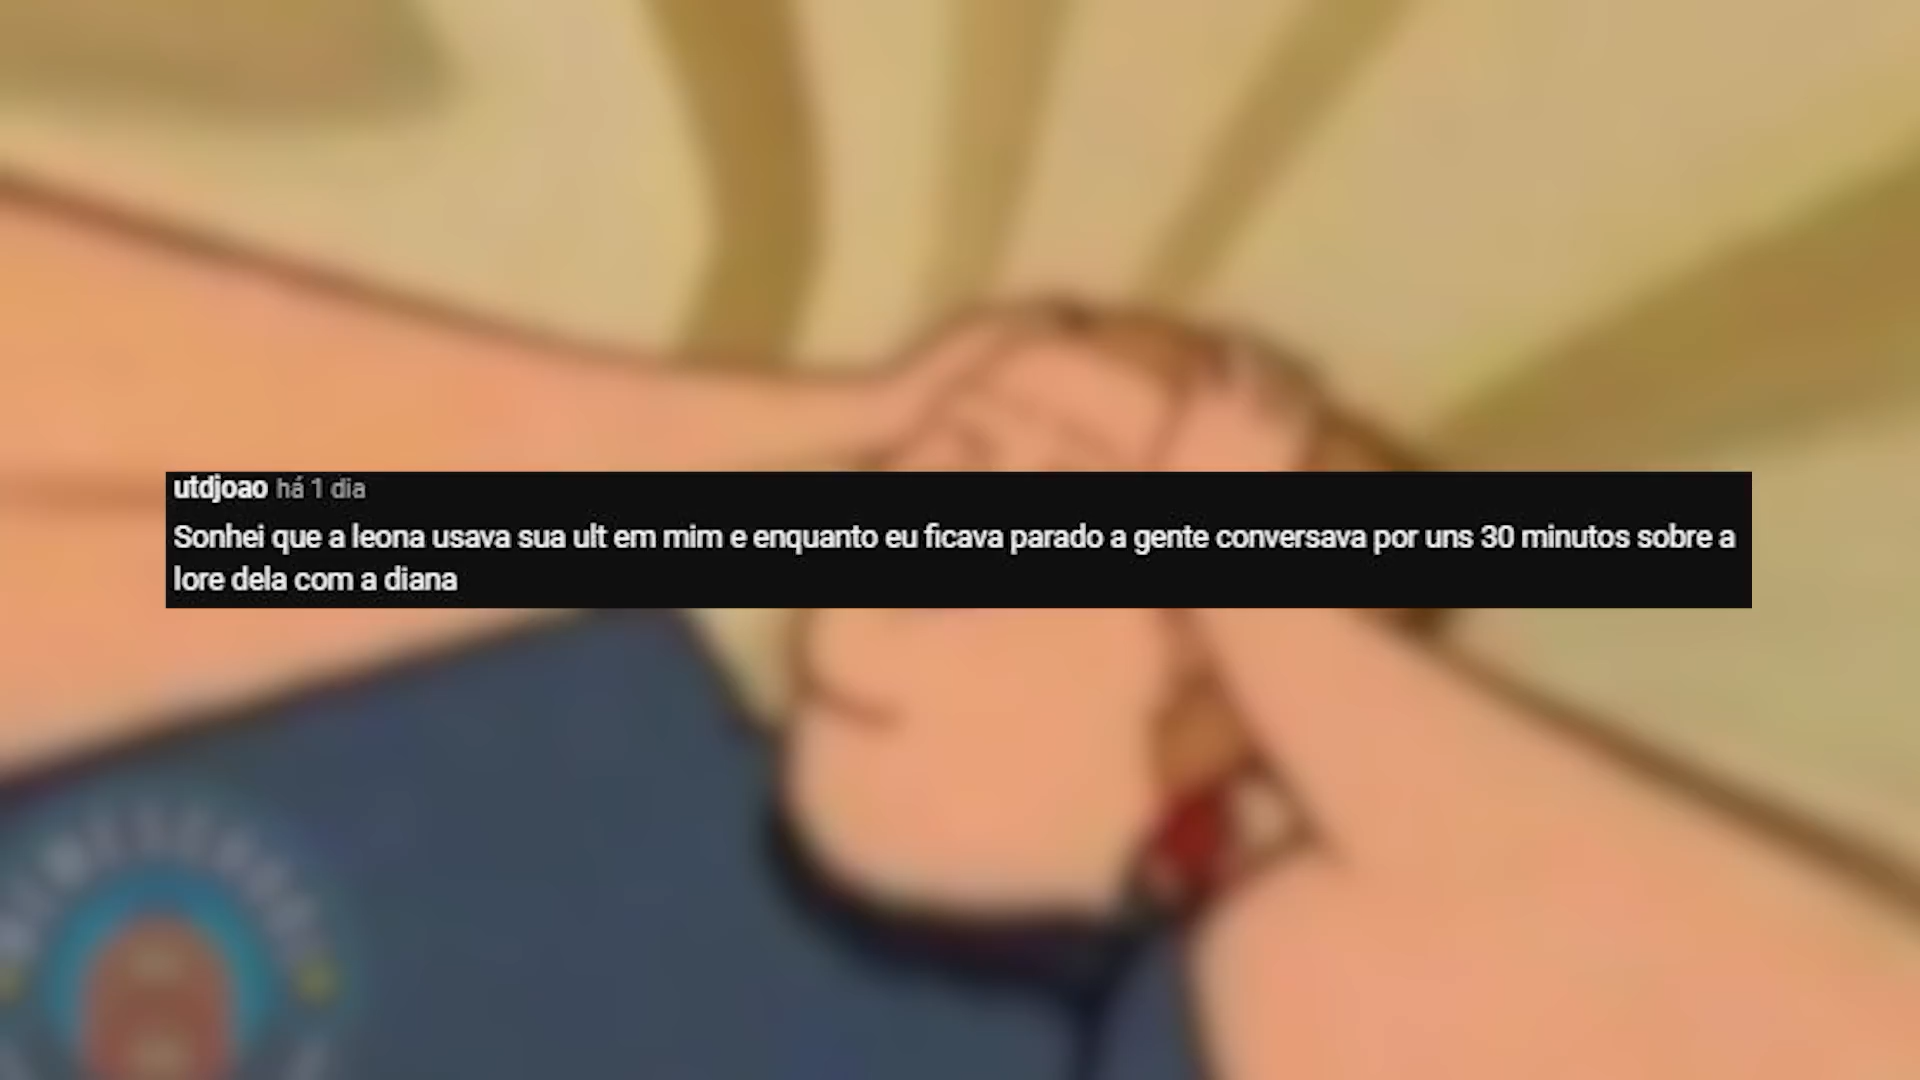 utdjoao há 1 dia
Sonhei que a leona usava sua ult em mim e enquanto eu ficava parado a gente conversava por uns 30 minutos sobre a
lore dela com a diana